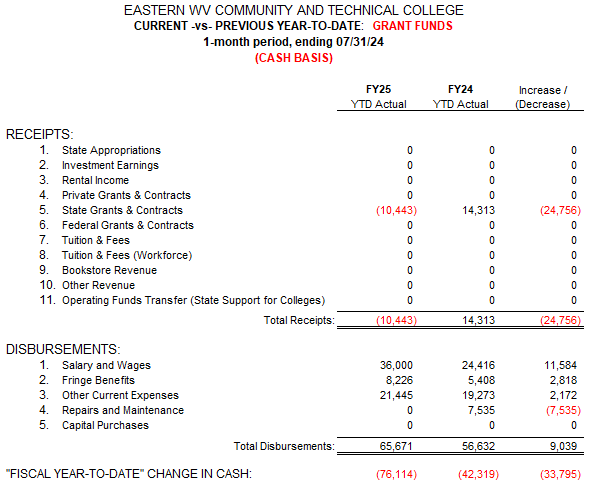 EASTERN WV COMMUNITY AND TECHNICAL COLLEGE
CURRENT -vs- PREVIOUS YEAR-TO-DATE: GRANT FUNDS
1-month period, ending 07/31/24
(CASH BASIS)
FY25 FY24 Increase /
YTD Actual YTD Actual (Decrease)
RECEIPTS:
1. State Appropriations 0 0 0
2. Investment Earnings 0 0 0
3. Rental Income 0 0 0
4. Private Grants & Contracts 0 0 0
5. State Grants & Contracts (10,443) 14,313 (24,756)
6. Federal Grants & Contracts 0 0 0
7. Tuition & Fees 0 0 0
8. Tuition & Fees (Workforce) 0 0 0
9. Bookstore Revenue 0 0 0
10. Other Revenue 0 0 0
11. Operating Funds Transfer (State Support for Colleges) 0 0 0
Total Receipts: (10,443) 14,313 (24,756)
DISBURSEMENTS:
1. Salary and Wages 36,000 24,416 11,584
2. Fringe Benefits 8,226 5,408 2,818
3. Other Current Expenses 21,445 19,273 2,172
4. Repairs and Maintenance 0 7,535 (7,535)
5. Capital Purchases 0 0 0
Total Disbursements: 65,671 56,632 9,039
"FISCAL YEAR-TO-DATE" CHANGE IN CASH: (76,114) (42,319) (33,795)